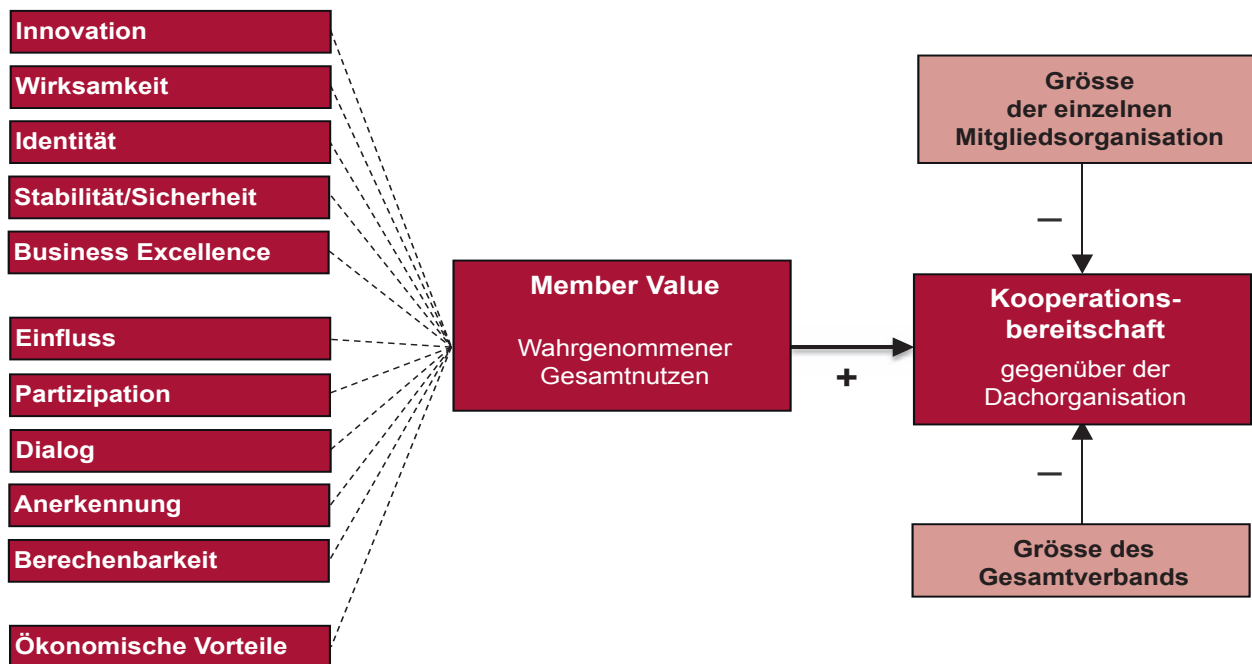 Innovation
Wirksamkeit
Identität
Stabilität/Sicherheit
Business Excellence
Einfluss
Partizipation
Dialog
Anerkennung
Berechenbarkeit
Ökonomische Vorteile
Member Value
Wahrgenommener
Gesamtnutzen
+
Grösse
der einzelnen
Mitgliedsorganisation
–
Kooperations-
bereitschaft
gegenüber der
Dachorganisation
–
Grösse des
Gesamtverbands